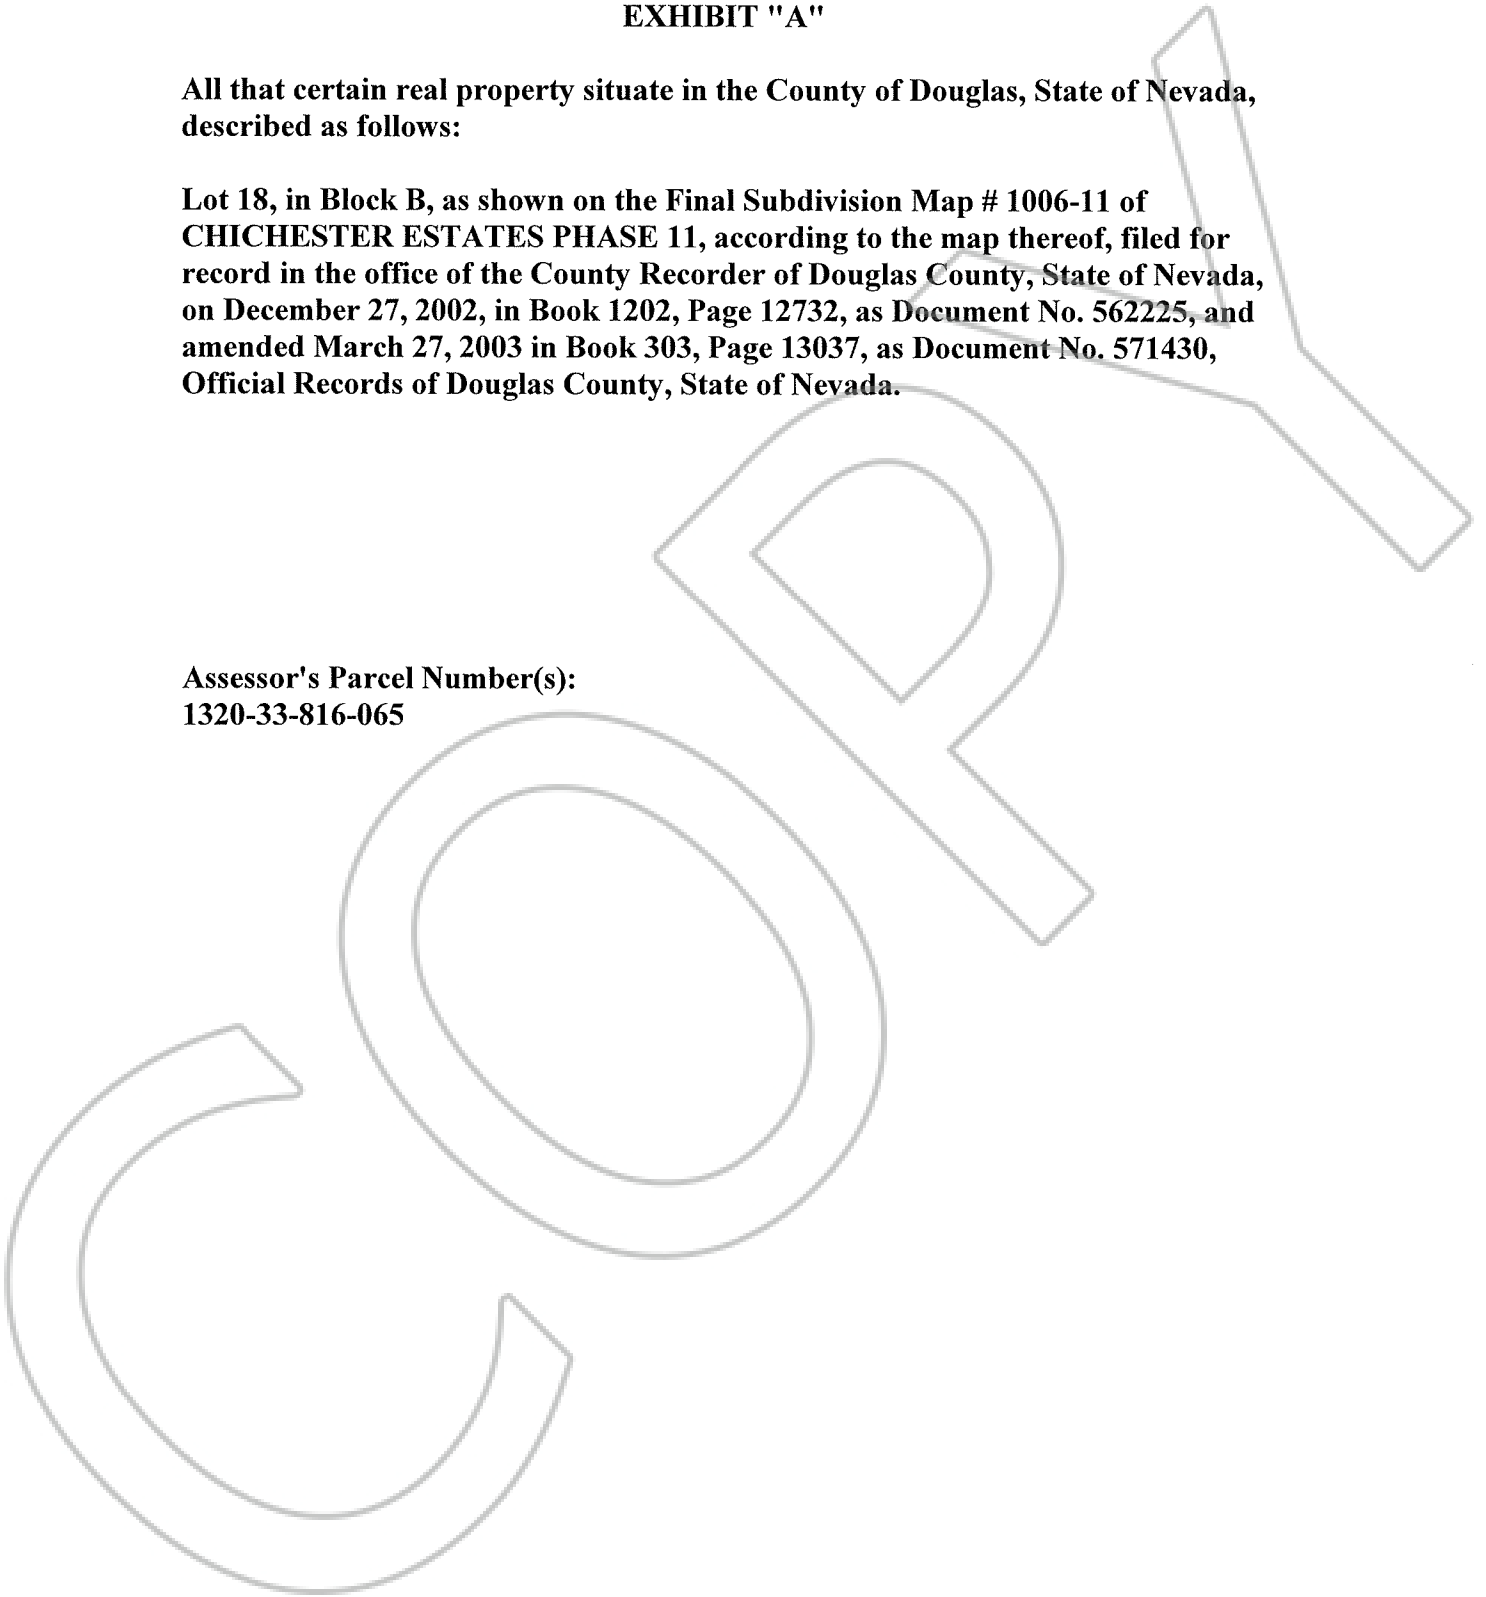 EXHIBIT "A"
All that certain real property situate in the County of Douglas, State of Nevada,
described as follows:
Lot 18, in Block B, as shown on the Final Subdivision Map # 1006-11 of
CHICHESTER ESTATES PHASE 11, according to the map thereof, filed for
record in the office of the County Recorder of Douglas County, State of Nevada,
on December 27, 2002, in Book 1202, Page 12732, as Document No. 562225, and
amended March 27, 2003 in Book 303, Page 13037, as Document No. 571430,
Official Records of Douglas County, State of Nevada.
Assessor's Parcel Number(s):
1320-33-816-065
COPY